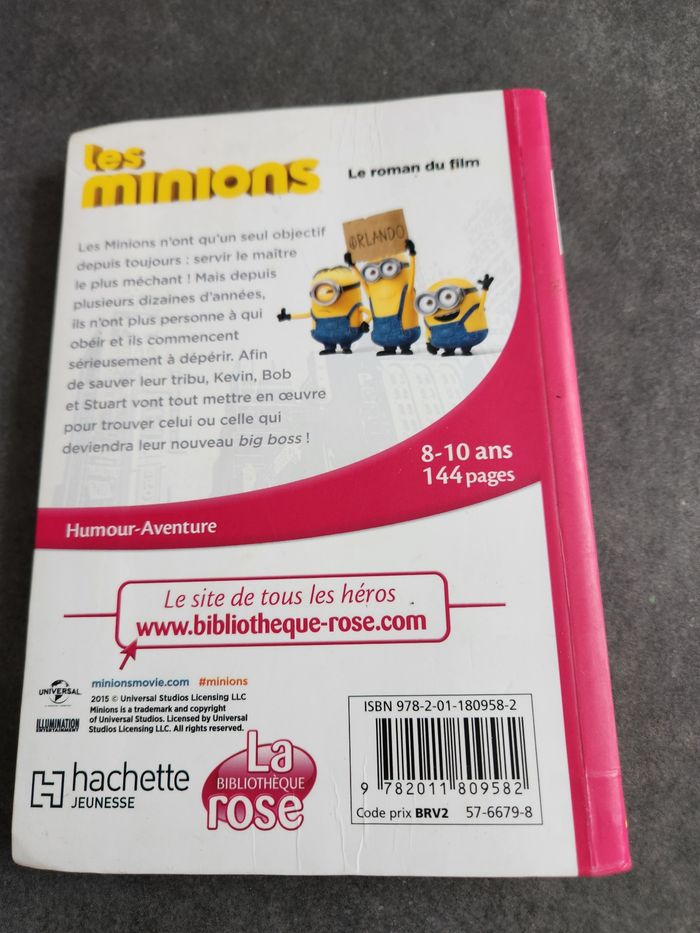 Les
MINIONS
Le roman du film
ORLANDO
Les Minions n'ont qu'un seul objectif
depuis toujours : servir le maître
le plus méchant ! Mais depuis
plusieurs dizaines d'années,
ils n'ont plus personne à qui
obéir et ils commencent
sérieusement à dépérir. Afin
de sauver leur tribu, Kevin, Bob
et Stuart vont tout mettre en œuvre
pour trouver celui ou celle qui
deviendra leur nouveau big boss !
8-10 ans
144 pages
Humour-Aventure
Le site de tous les héros
www.bibliotheque-rose.com
minionsmovie.com #minions
UNIVERSAL
2015 © Universal Studios Licensing LLC
Minions is a trademark and copyright
of Universal Studios. Licensed by Universal
Studios Licensing LLC. All rights reserved.
ILLUMINATION
ENTERTAINMENT
hachette
JEUNESSE
La
BIBLIOTHÈQUE
rose
ISBN 978-2-01-180958-2
9 782011 809582
Code prix BRV2 57-6679-8